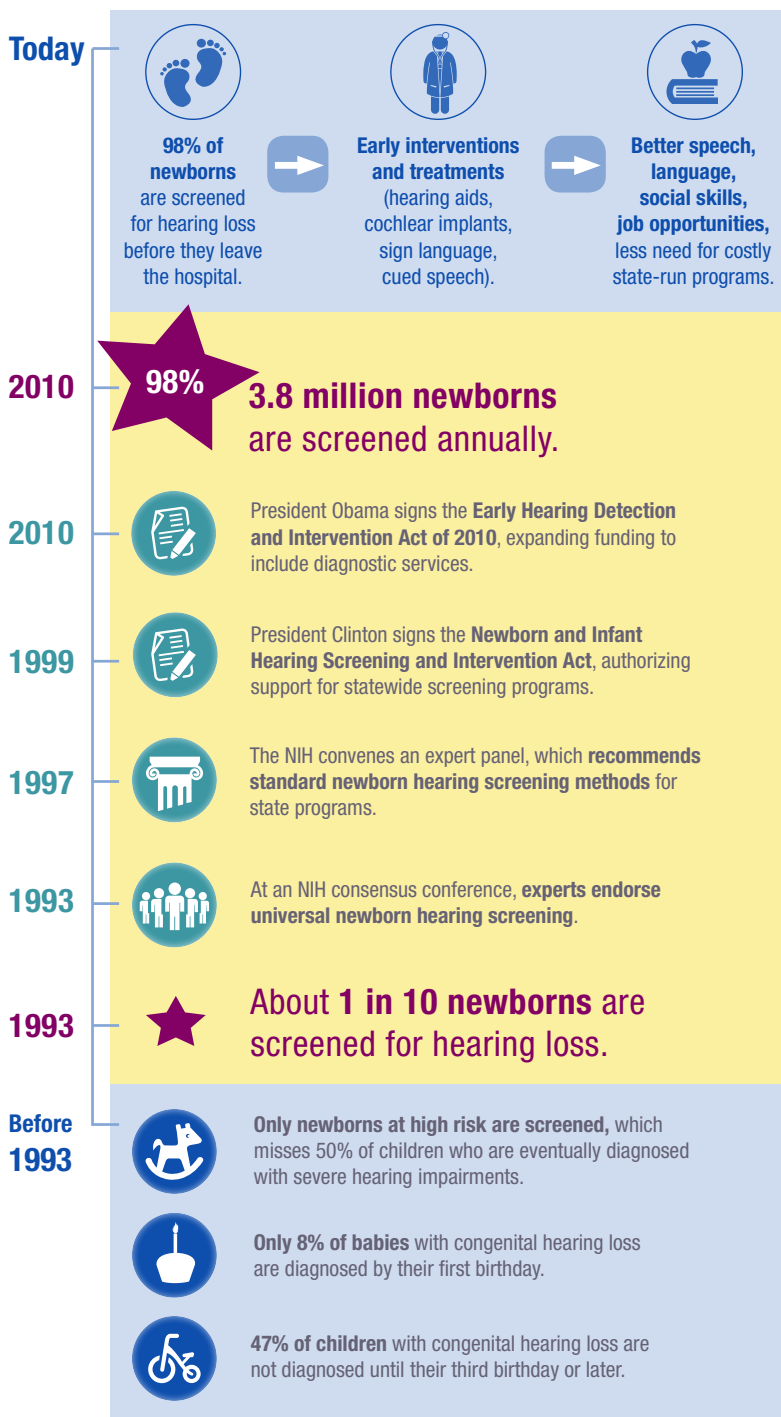 Today
98% of
newborns
are screened
for hearing loss
before they leave
the hospital.
Early interventions
and treatments
(hearing aids,
cochlear implants,
sign language,
cued speech).
Better speech,
language,
social skills,
job opportunities,
less need for costly
state-run programs.
2010
98%
3.8 million newborns
are screened annually.
2010
President Obama signs the Early Hearing Detection
and Intervention Act of 2010, expanding funding to
include diagnostic services.
1999
President Clinton signs the Newborn and Infant
Hearing Screening and Intervention Act, authorizing
support for statewide screening programs.
1997
The NIH convenes an expert panel, which recommends
standard newborn hearing screening methods for
state programs.
1993
At an NIH consensus conference, experts endorse
universal newborn hearing screening.
1993
About 1 in 10 newborns are
screened for hearing loss.
Before
1993
Only newborns at high risk are screened, which
misses 50% of children who are eventually diagnosed
with severe hearing impairments.
Only 8% of babies with congenital hearing loss
are diagnosed by their first birthday.
47% of children with congenital hearing loss are
not diagnosed until their third birthday or later.